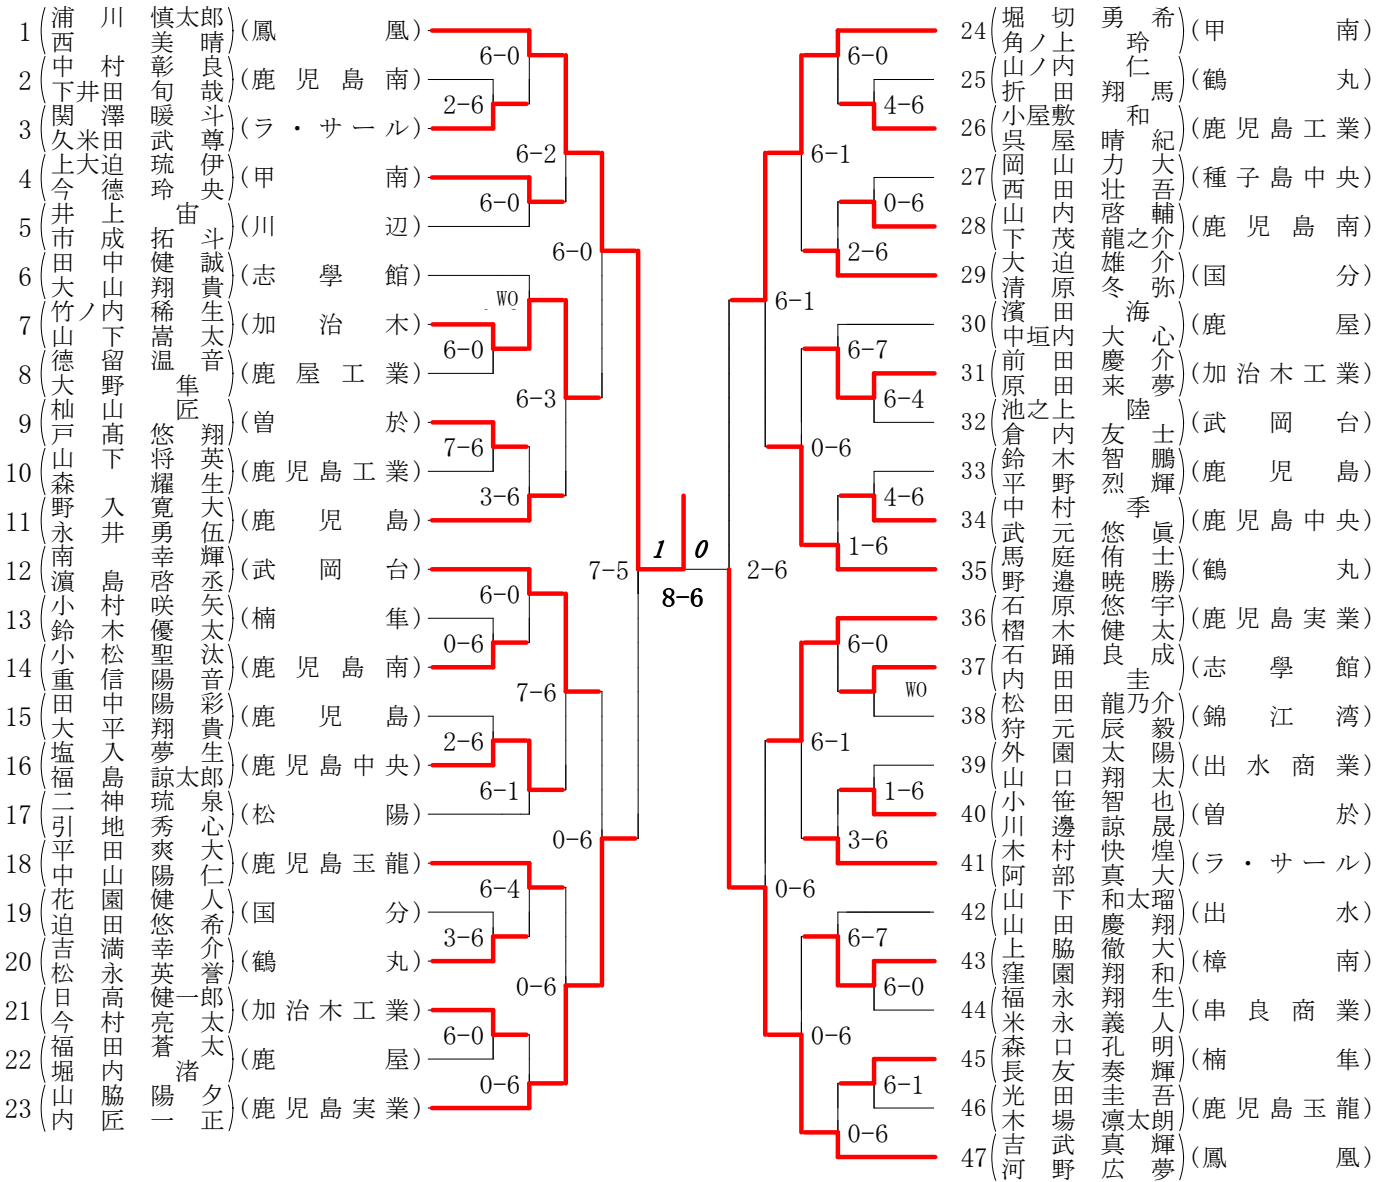 1 浦川 慎太郎 西 美晴 (鳳凰)
2 中村 彰良 下井田 旬哉 (鹿児島南)
3 関澤 暖斗 久米田 武尊 (ラ・サール)
4 上大迫 琉伊 今德 玲央 (甲南)
5 井上 宙 市成 拓斗 (川辺)
6 田中 健誠 大山 翔貴 (志學館)
7 竹ノ内 稀生 山下 嵩太 (加治木)
8 德留 温音 大野 隼 (鹿屋工業)
9 杣山 匠 戸髙 悠翔 (曽於)
10 山下 将英 森 耀生 (鹿児島工業)
11 野入 寛大 永井 勇伍 (鹿児島)
12 南 幸輝 濵島 啓丞 (武岡台)
13 小村 咲矢 鈴木 優太 (楠隼)
14 小松 聖汰 重信 陽音 (鹿児島南)
15 田中 陽彩 大平 翔貴 (鹿児島)
16 塩入 夢生 福島 諒太郎 (鹿児島中央)
17 二神 琉泉 引地 秀心 (松陽)
18 平田 爽大 中山 陽仁 (鹿児島玉龍)
19 花園 健人 迫田 悠希 (国分)
20 吉満 幸介 松永 英誉 (鶴丸)
21 日高 健一郎 今村 亮太 (加治木工業)
22 福田 蒼太 堀内 渚 (鹿屋)
23 山脇 陽夕 内匠 一正 (鹿児島実業)
6-0
2-6
6-2
6-0
6-0
WO
6-0
6-3
7-6
3-6
7-5
6-0
0-6
7-6
2-6
6-1
0-6
6-4
3-6
0-6
6-0
0-6
1 0
8-6
24 堀切 勇希 角ノ上 玲 (甲南)
25 山ノ内 仁 折田 翔馬 (鶴丸)
26 小屋敷 和 呉屋 晴紀 (鹿児島工業)
27 岡山 力大 西田 壮吾 (種子島中央)
28 山内 啓輔 下茂 龍之介 (鹿児島南)
29 大迫 雄介 清原 冬弥 (国分)
30 濱田 海 中垣内 大心 (鹿屋)
31 前田 慶介 原田 来夢 (加治木工業)
32 池之上 陸 倉内 友士 (武岡台)
33 鈴木 智鵬 平野 烈輝 (鹿児島)
34 中村 季 武元 悠眞 (鹿児島中央)
35 馬庭 侑士 野邉 暁勝 (鶴丸)
36 石原 悠宇 槢木 健太 (鹿児島実業)
37 石踊 良成 内田 圭 (志學館)
38 松田 龍乃介 狩元 辰毅 (錦江湾)
39 外園 太陽 山口 翔太 (出水商業)
40 小笹 智也 川邊 諒晟 (曽於)
41 木村 快煌 阿部 真大 (ラ・サール)
42 山下 和太瑠 山田 慶翔 (出水)
43 上脇 徹大 窪園 翔和 (樟南)
44 福永 翔生 米永 義人 (串良商業)
45 森口 孔明 長友 奏輝 (楠隼)
46 光田 圭吾 木場 凛太朗 (鹿児島玉龍)
47 吉武 真輝 河野 広夢 (鳳凰)
6-0
4-6
6-1
0-6
2-6
6-1
6-7
6-4
0-6
4-6
1-6
2-6
6-0
WO
6-1
1-6
3-6
0-6
6-7
6-0
0-6
6-1
0-6